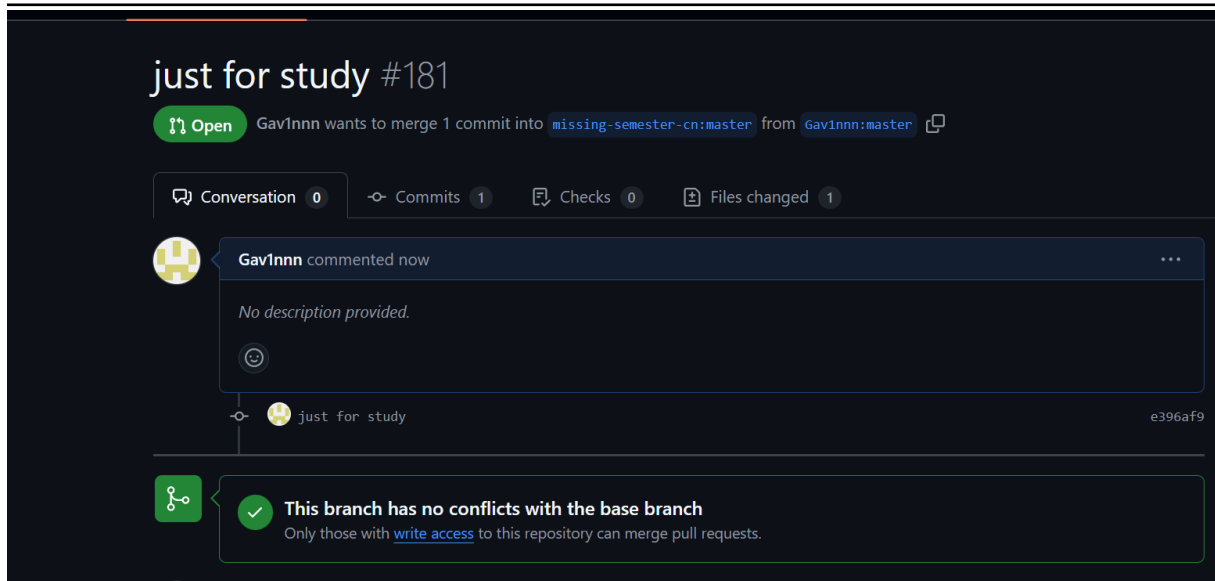 just for study #181
Open Gav1nnn wants to merge 1 commit into missing-semester-cn:master from Gav1nnn:master
Conversation 0 Commits 1 Checks 0 Files changed 1
Gav1nnn commented now
No description provided.
just for study e396af9
This branch has no conflicts with the base branch
Only those with write access to this repository can merge pull requests.